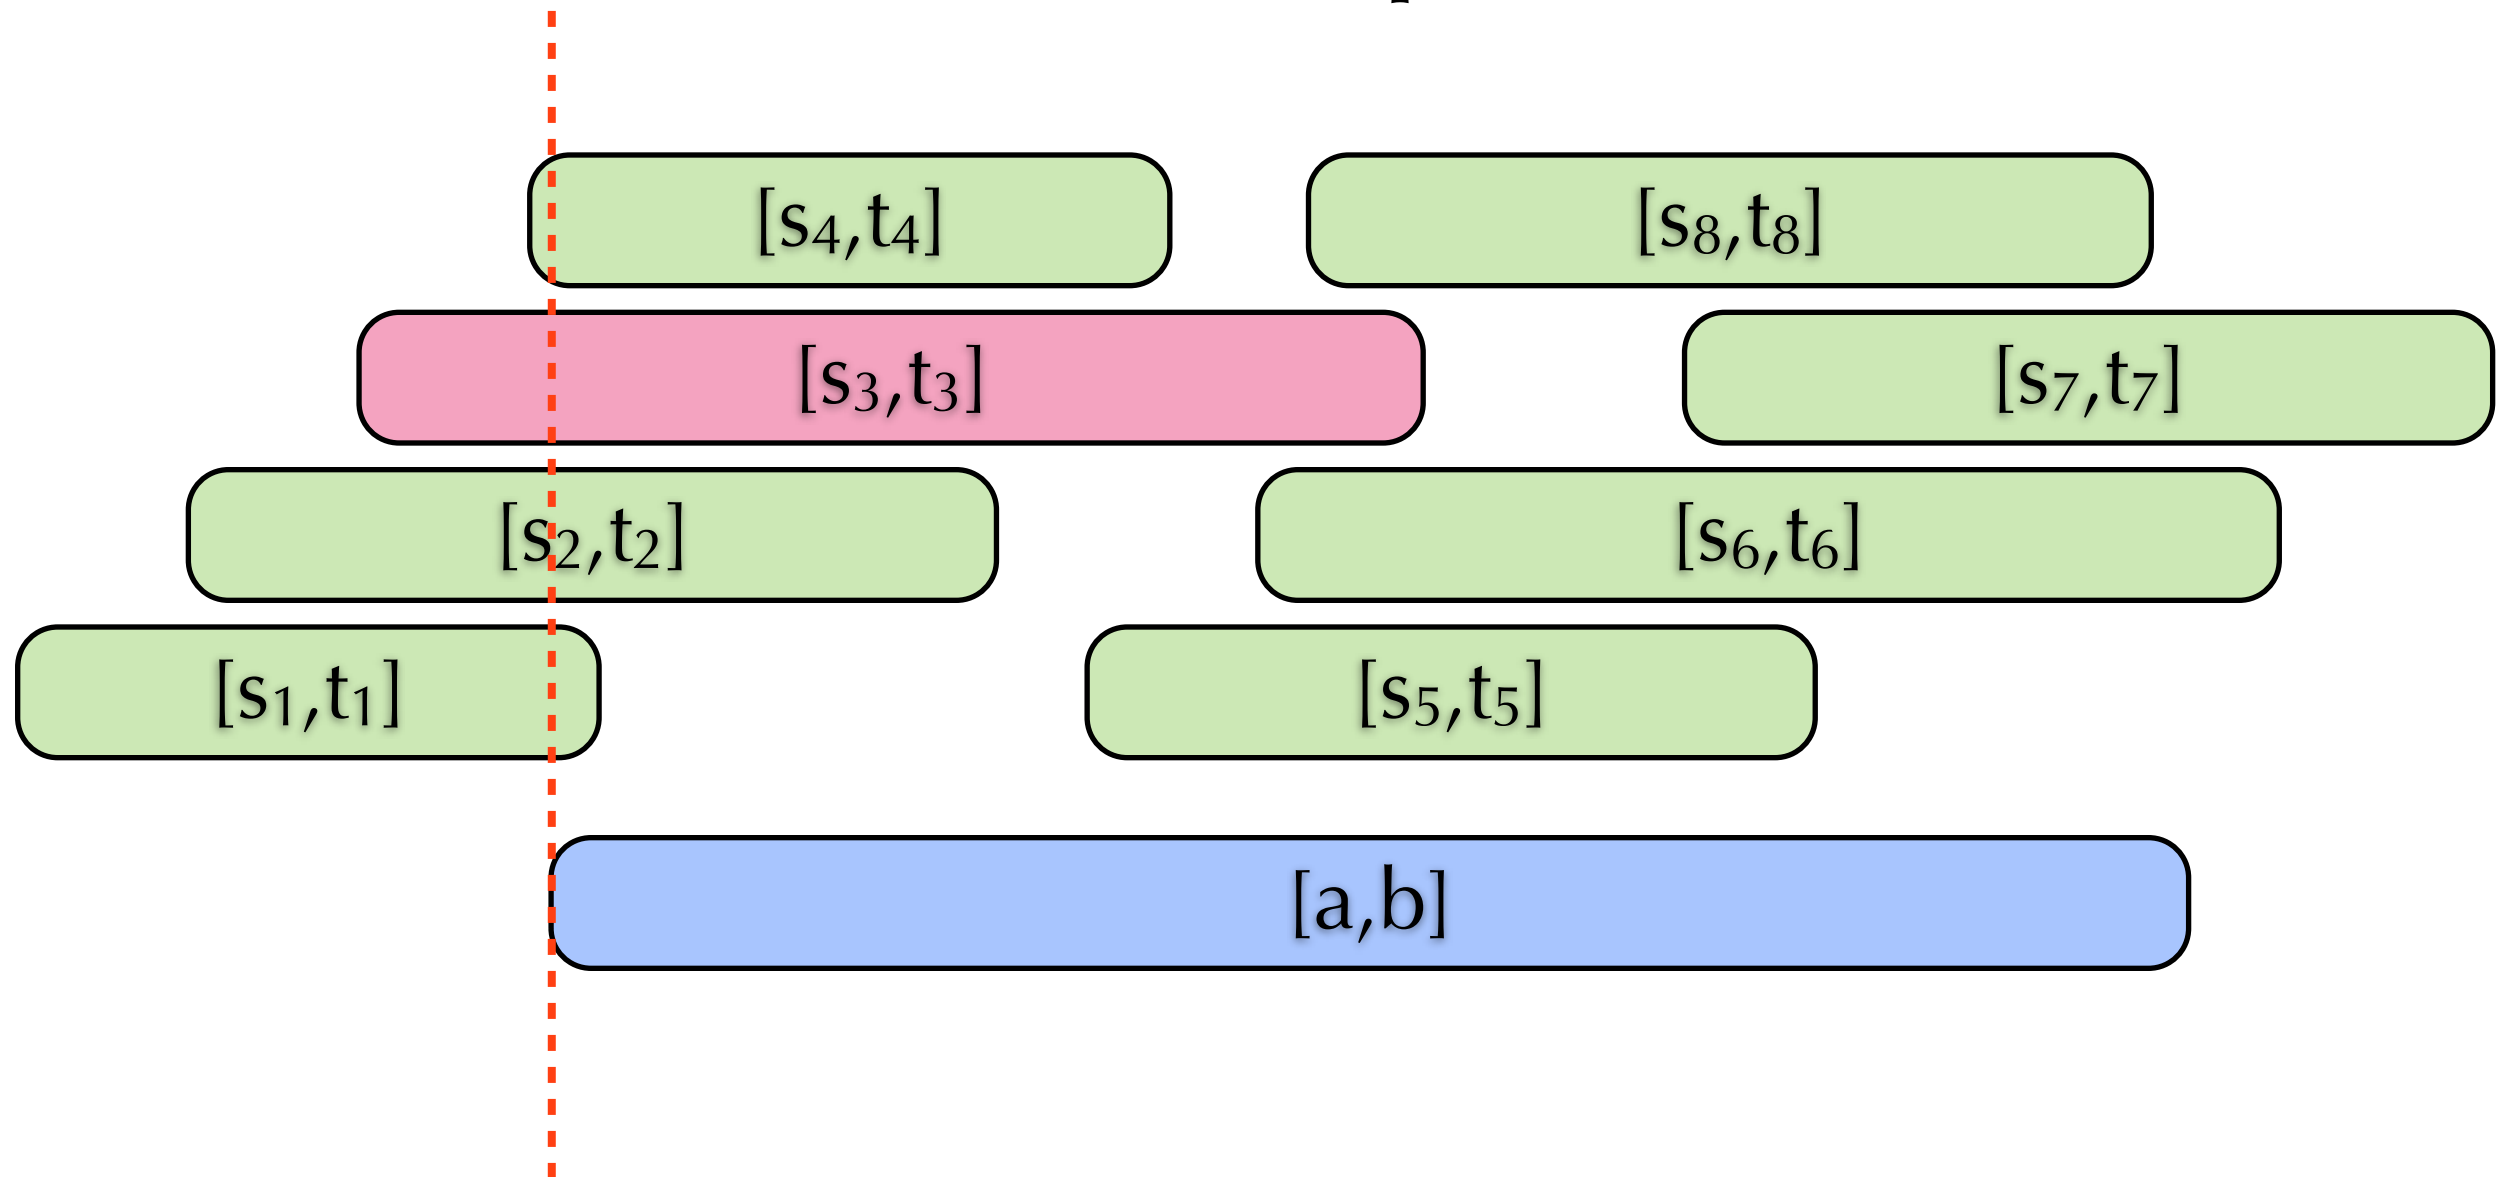 [s₄,t₄] [s₈,t₈]
[s₃,t₃] [s₇,t₇]
[s₂,t₂] [s₆,t₆]
[s₁,t₁] [s₅,t₅]
[a,b]